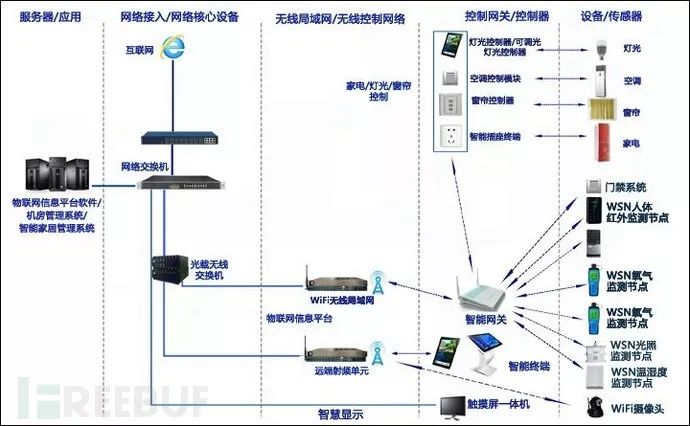 服务器/应用
网络接入/网络核心设备
无线局域网/无线控制网络
控制网关/控制器
设备/传感器
互联网
网络交换机
物联网信息平台软件/
机房管理系统/
智能家居管理系统
光载无线
交换机
家电/灯光/窗帘
控制
WiFi无线局域网
物联网信息平台
远端射频单元
智慧显示
灯光控制器/可调光
灯光控制器
空调控制模块
窗帘控制器
智能插座终端
智能网关
智能终端
触摸屏一体机
灯光
空调
窗帘
家电
门禁系统
WSN人体
红外监测节点
WSN氧气
监测节点
WSN氧气
监测节点
WSN光照
监测节点
WSN温湿度
监测节点
WiFi摄像头
FREEBUF